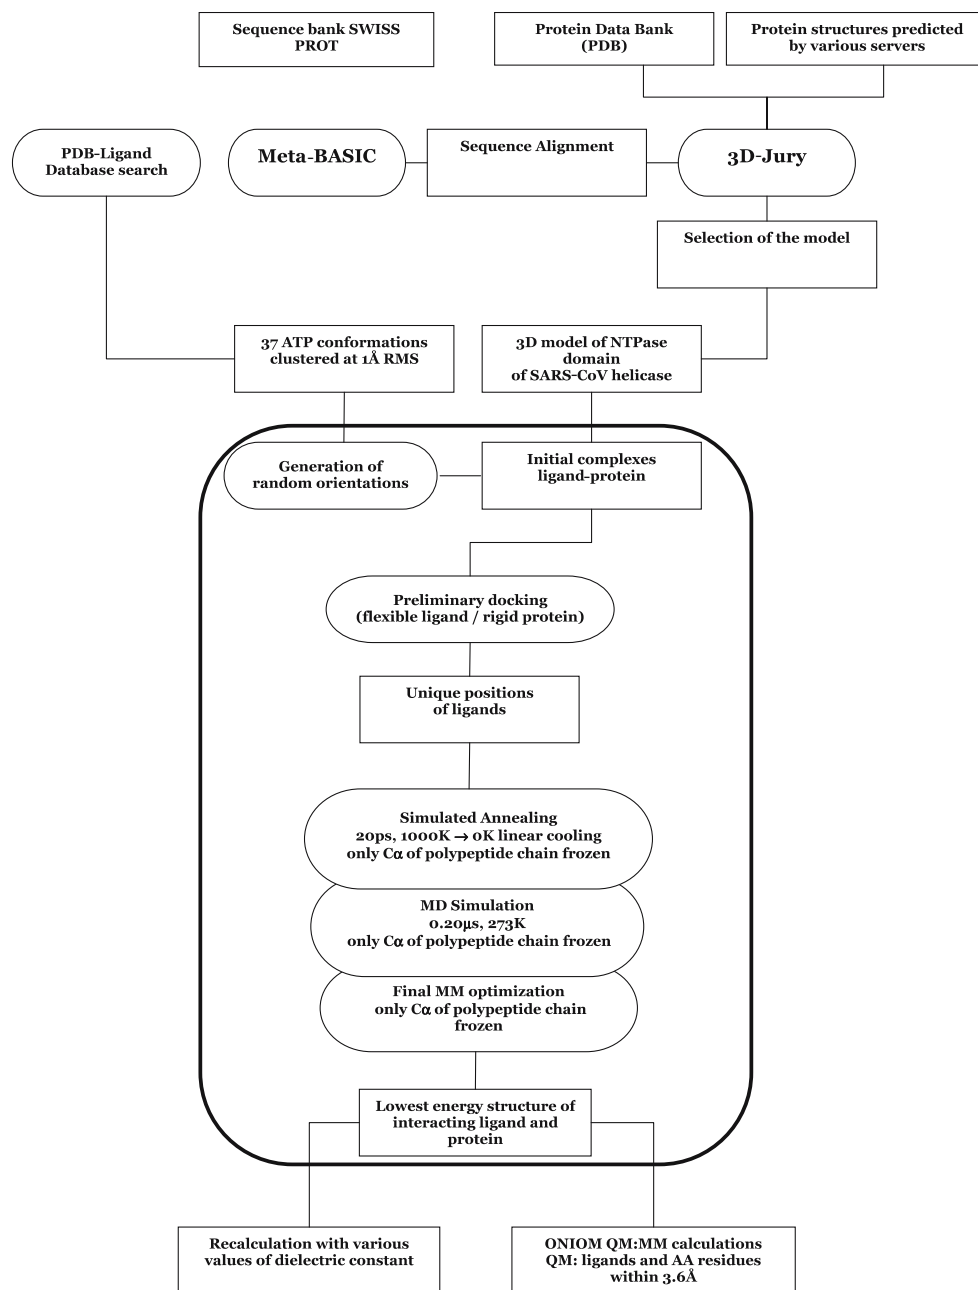 Sequence bank SWISS
PROT
Protein Data Bank
(PDB)
Protein structures predicted
by various servers
PDB-Ligand
Database search
Meta-BASIC
Sequence Alignment
3D-Jury
Selection of the model
37 ATP conformations
clustered at 1Å RMS
3D model of NTPase
domain
of SARS-CoV helicase
Generation of
random orientations
Initial complexes
ligand-protein
Preliminary docking
(flexible ligand / rigid protein)
Unique positions
of ligands
Simulated Annealing
20ps, 1000K → 0K linear cooling
only Cα of polypeptide chain frozen
MD Simulation
0.20μs, 273K
only Cα of polypeptide chain frozen
Final MM optimization
only Cα of polypeptide chain
frozen
Lowest energy structure of
interacting ligand and
protein
Recalculation with various
values of dielectric constant
ONIOM QM:MM calculations
QM: ligands and AA residues
within 3.6Å